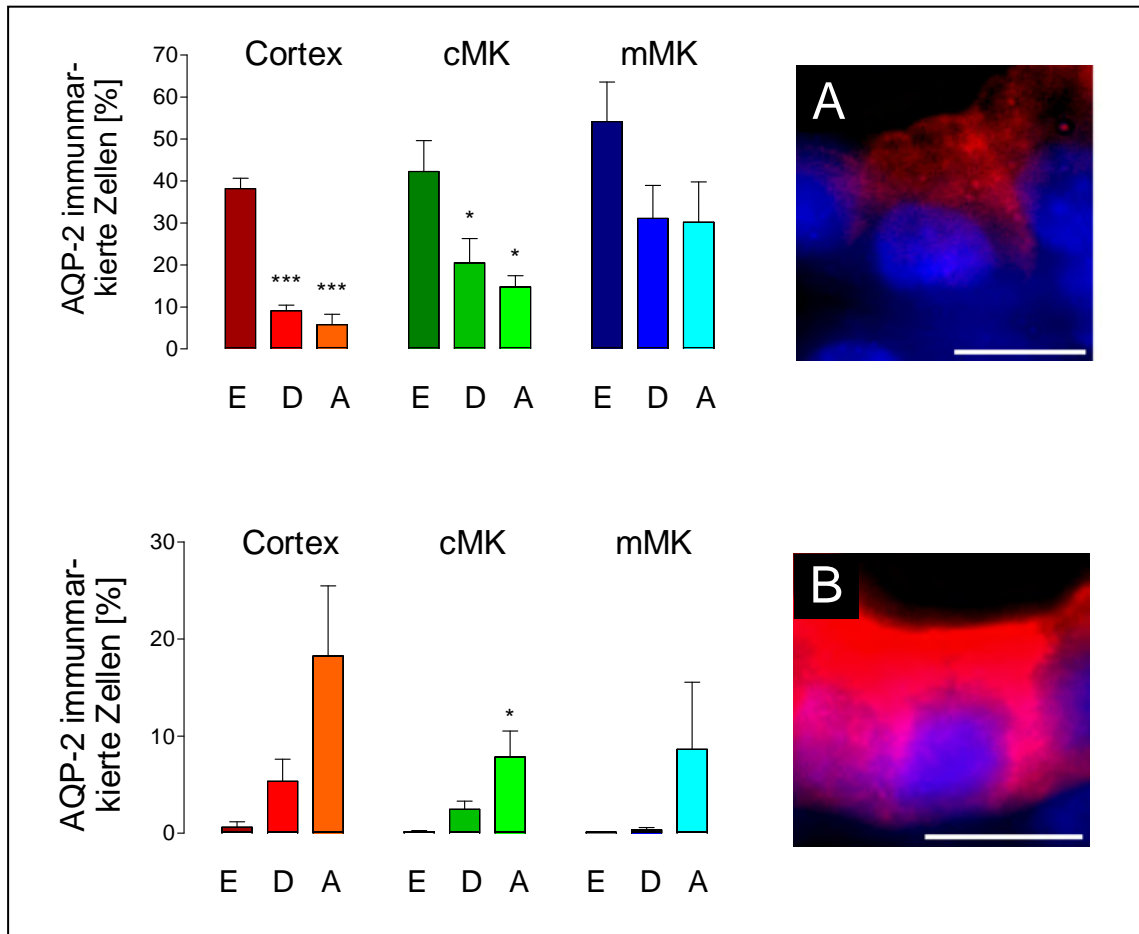 Cortex cMK mMK
AQP-2 immunmar-
kierte Zellen [%]
70
60
50
40
30
20
10
0
*** ***
* *
E D A E D A E D A
A
Cortex cMK mMK
AQP-2 immunmar-
kierte Zellen [%]
30
20
10
0
*
E D A E D A E D A
B